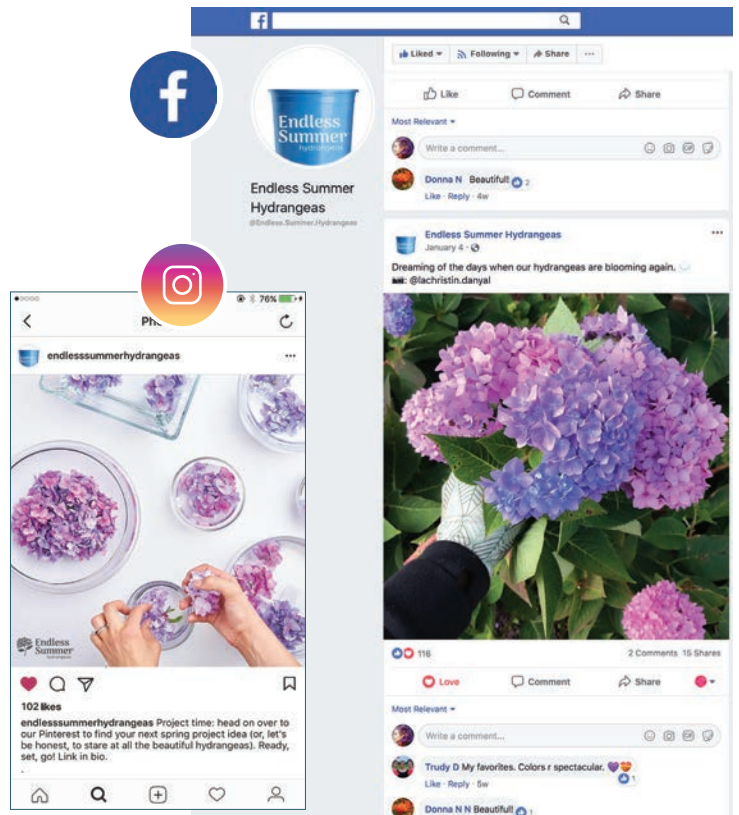 f
Liked
Following
Share
Like
Comment
Share
Most Relevant
Write a comment...
Donna N Beautiful! 2
Like · Reply · 4w
Endless
Summer
hydrangeas
Endless Summer
Hydrangeas
@Endless.Summer.Hydrangeas
Endless Summer Hydrangeas
January 4
Dreaming of the days when our hydrangeas are blooming again.
: @lachristin.danyal
116
2 Comments 15 Shares
Love
Comment
Share
Most Relevant
Write a comment...
Trudy D My favorites. Colors r spectacular.
1
Like · Reply · 5w
Donna N N Beautiful! 1
76%
Pho
endlesssummerhydrangeas
Endless
Summer
102 likes
endlesssummerhydrangeas Project time: head on over to
our Pinterest to find your next spring project idea (or, let's
be honest, to stare at all the beautiful hydrangeas). Ready,
set, go! Link in bio.
.